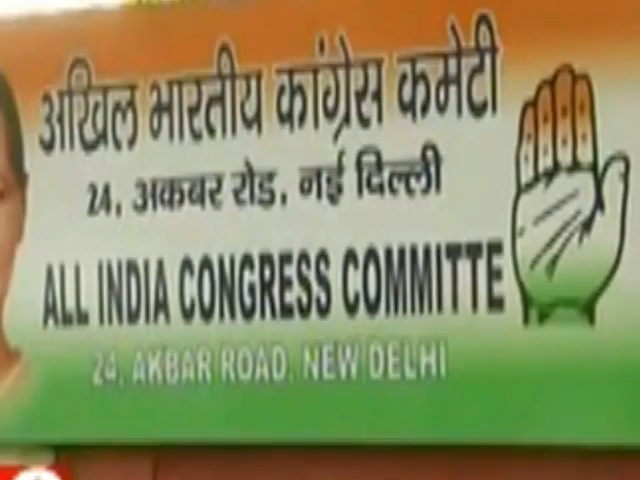 अखिल भारतीय कांग्रेस कमेटी
24, अकबर रोड, नई दिल्ली
ALL INDIA CONGRESS COMMITTE
24, AKBAR ROAD, NEW DELHI